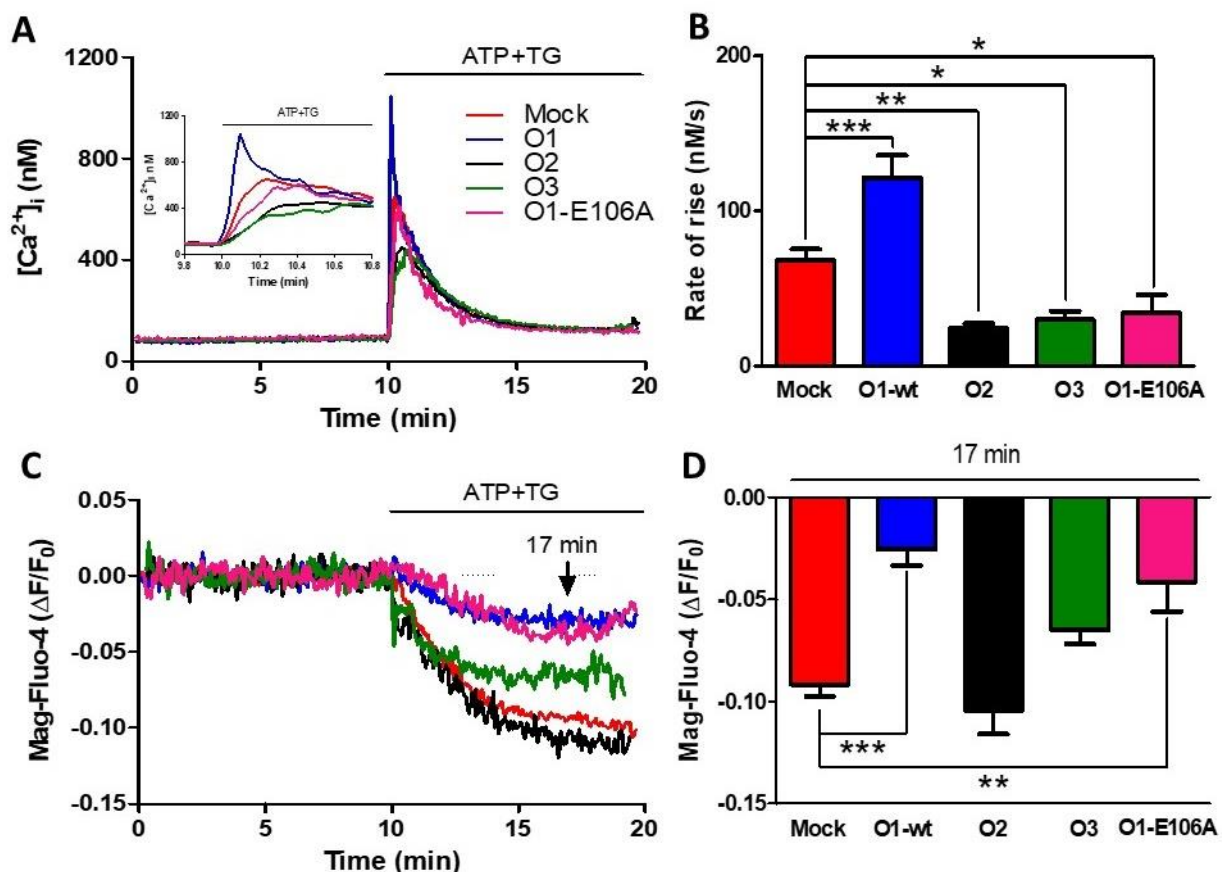 A
ATP+TG
1200
800
400
0
[Ca²⁺]ᵢ (nM)
0 5 10 15 20
Time (min)
Mock
O1
O2
O3
O1-E106A
ATP+TG
1200
800
400
0
[Ca²⁺]ᵢ nM
9.8 10.0 10.2 10.4 10.6 10.8
Time (min)
B
200
100
0
Rate of rise (nM/s)
*
*
**
***
Mock O1-wt O2 O3 O1-E106A
C
ATP+TG
17 min
0.05
0.00
-0.05
-0.10
-0.15
Mag-Fluo-4 (ΔF/F₀)
0 5 10 15 20
Time (min)
D
17 min
0.00
-0.05
-0.10
-0.15
Mag-Fluo-4 (ΔF/F₀)
***
**
Mock O1-wt O2 O3 O1-E106A